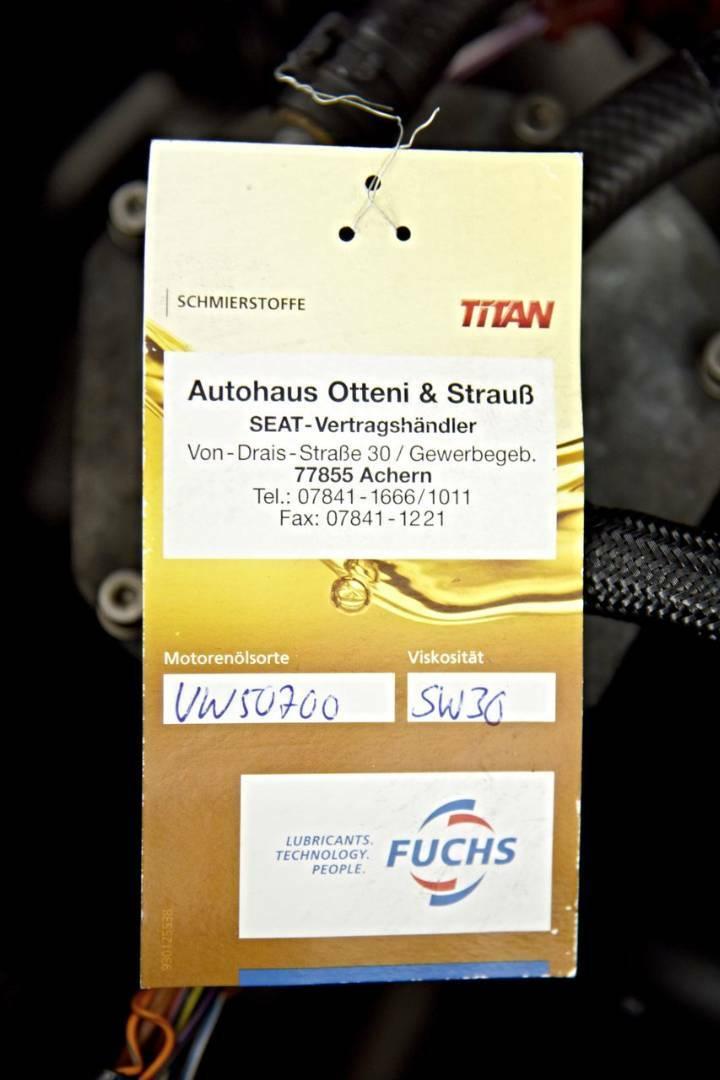 SCHMIERSTOFFE
TITAN
Autohaus Otteni & Strauß
SEAT-Vertragshändler
Von-Drais-Straße 30 / Gewerbegeb.
77855 Achern
Tel.: 07841-1666/1011
Fax: 07841-1221
Motorenölsorte
Viskosität
VW50700
5W30
LUBRICANTS.
TECHNOLOGY.
PEOPLE.
FUCHS